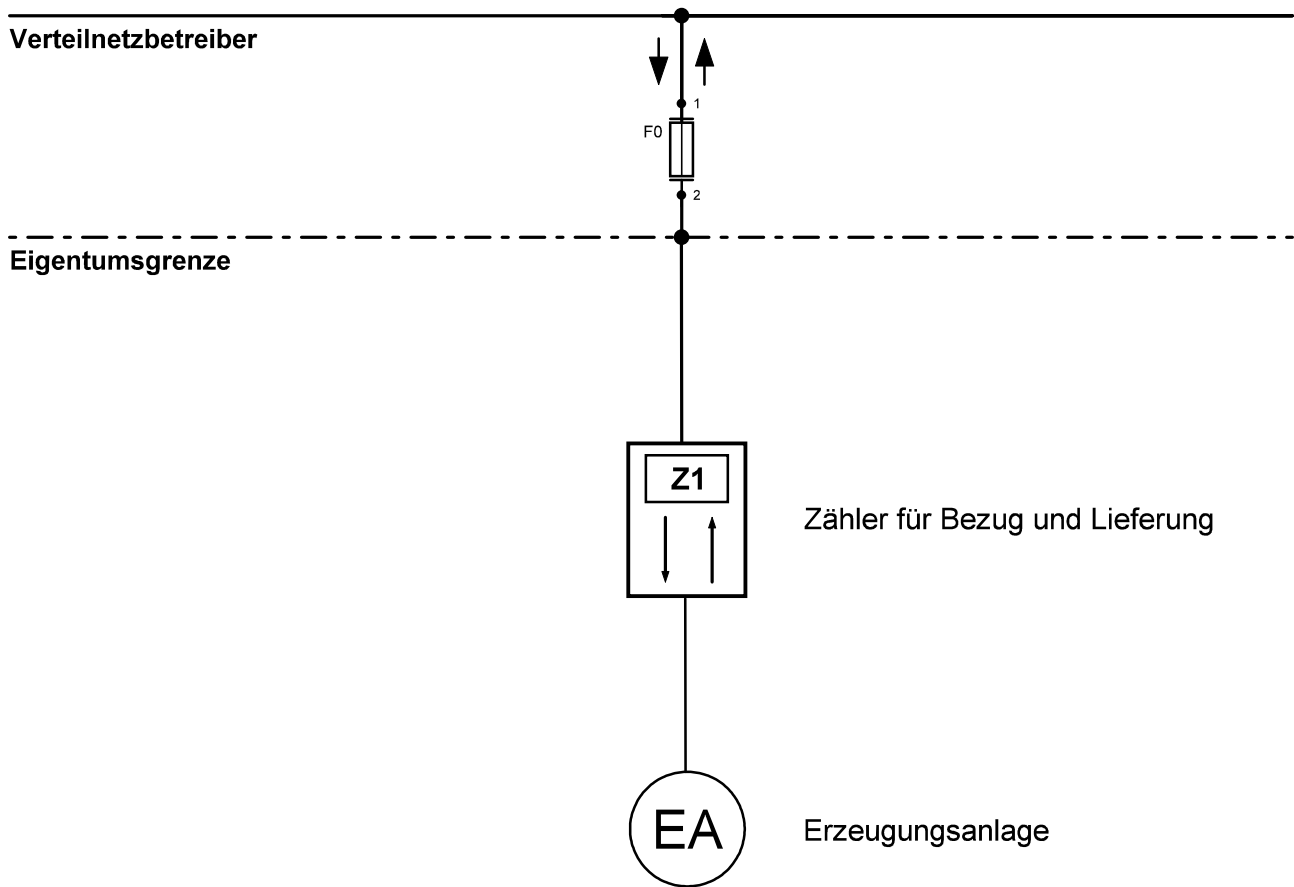 Verteilnetzbetreiber
1
F0
2
Eigentumsgrenze
Z1
Zähler für Bezug und Lieferung
EA
Erzeugungsanlage